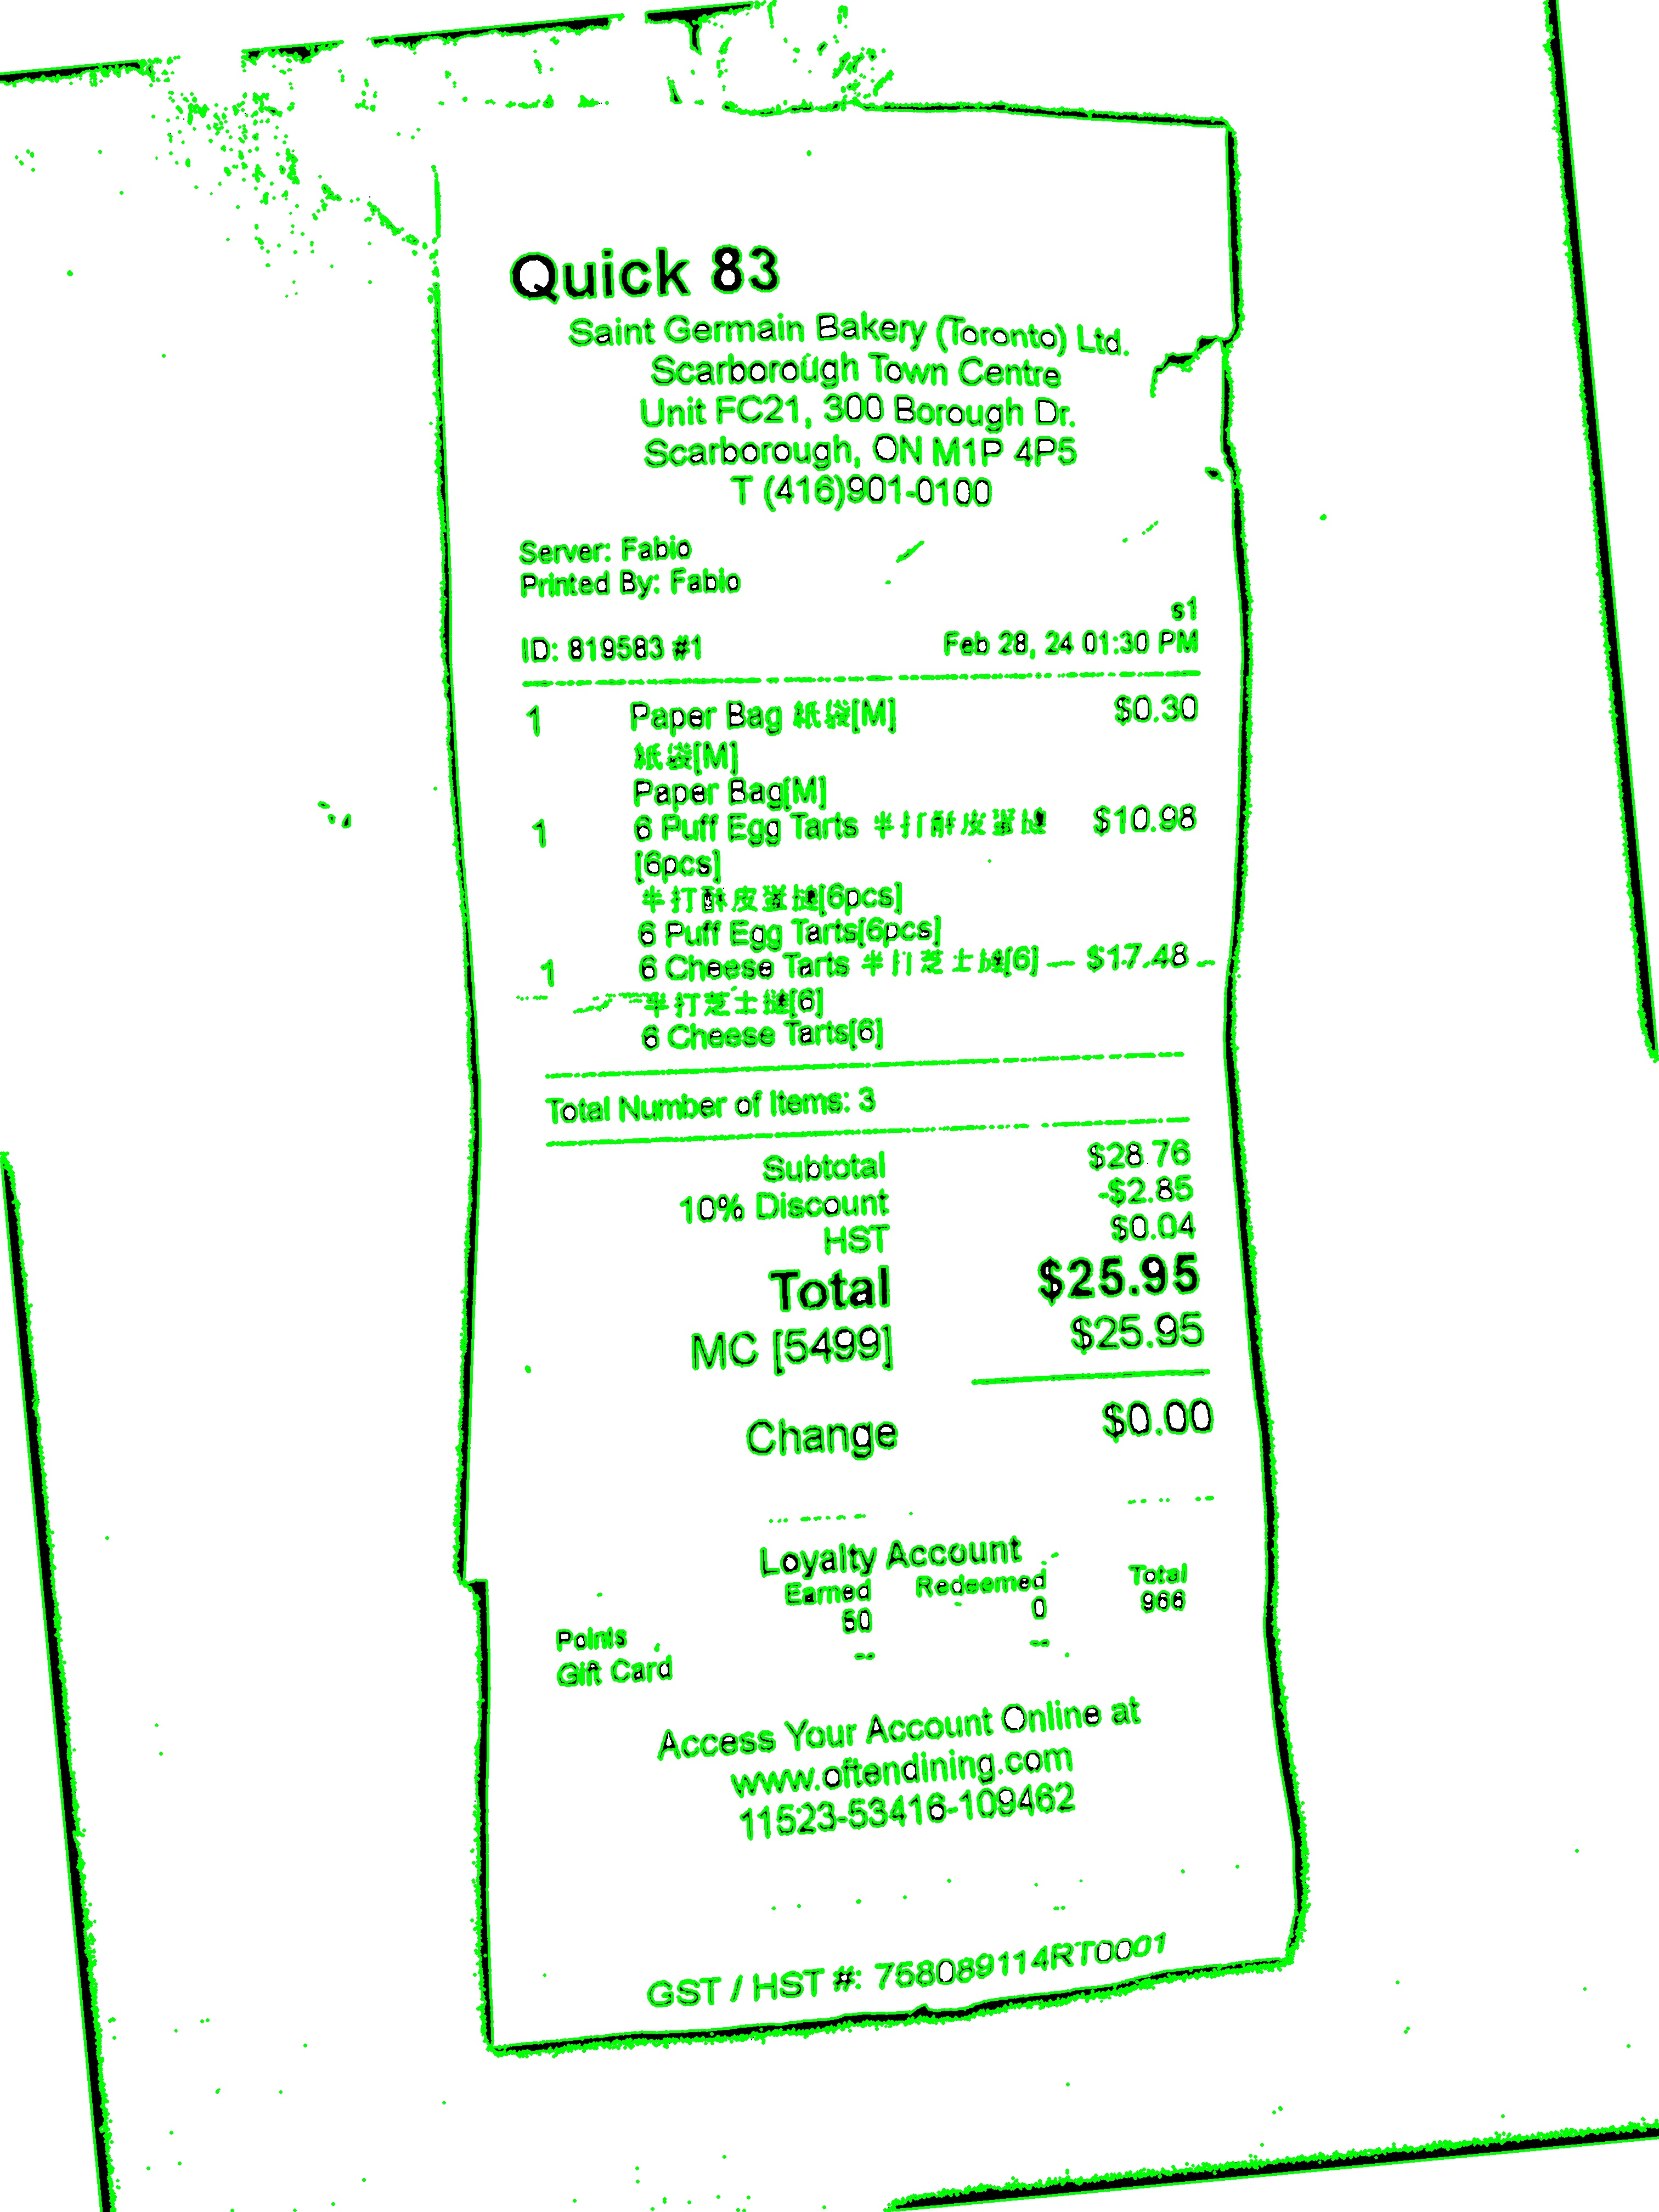 Quick 83
Saint Germain Bakery (Toronto) Ltd.
Scarborough Town Centre
Unit FC21, 300 Borough Dr.
Scarborough, ON M1P 4P5
T (416)901-0100
Server: Fabio
Printed By: Fabio
s1
ID: 819583 #1 Feb 28, 24 01:30 PM
1 Paper Bag 紙袋[M] $0.30
紙袋[M]
Paper Bag[M]
1 6 Puff Egg Tarts 半打酥皮蛋撻 $10.98
[6pcs]
半打酥皮蛋撻[6pcs]
6 Puff Egg Tarts[6pcs]
1 6 Cheese Tarts 半打芝士撻[6] $17.48
半打芝士撻[6]
6 Cheese Tarts[6]
Total Number of Items: 3
Subtotal $28.76
10% Discount -$2.85
HST $0.04
Total $25.95
MC [5499] $25.95
Change $0.00
Loyalty Account
Earned Redeemed Total
Points 50 0 966
Gift Card -- --
Access Your Account Online at
www.oftendining.com
11523-53416-109462
GST / HST #: 758089114RT0001